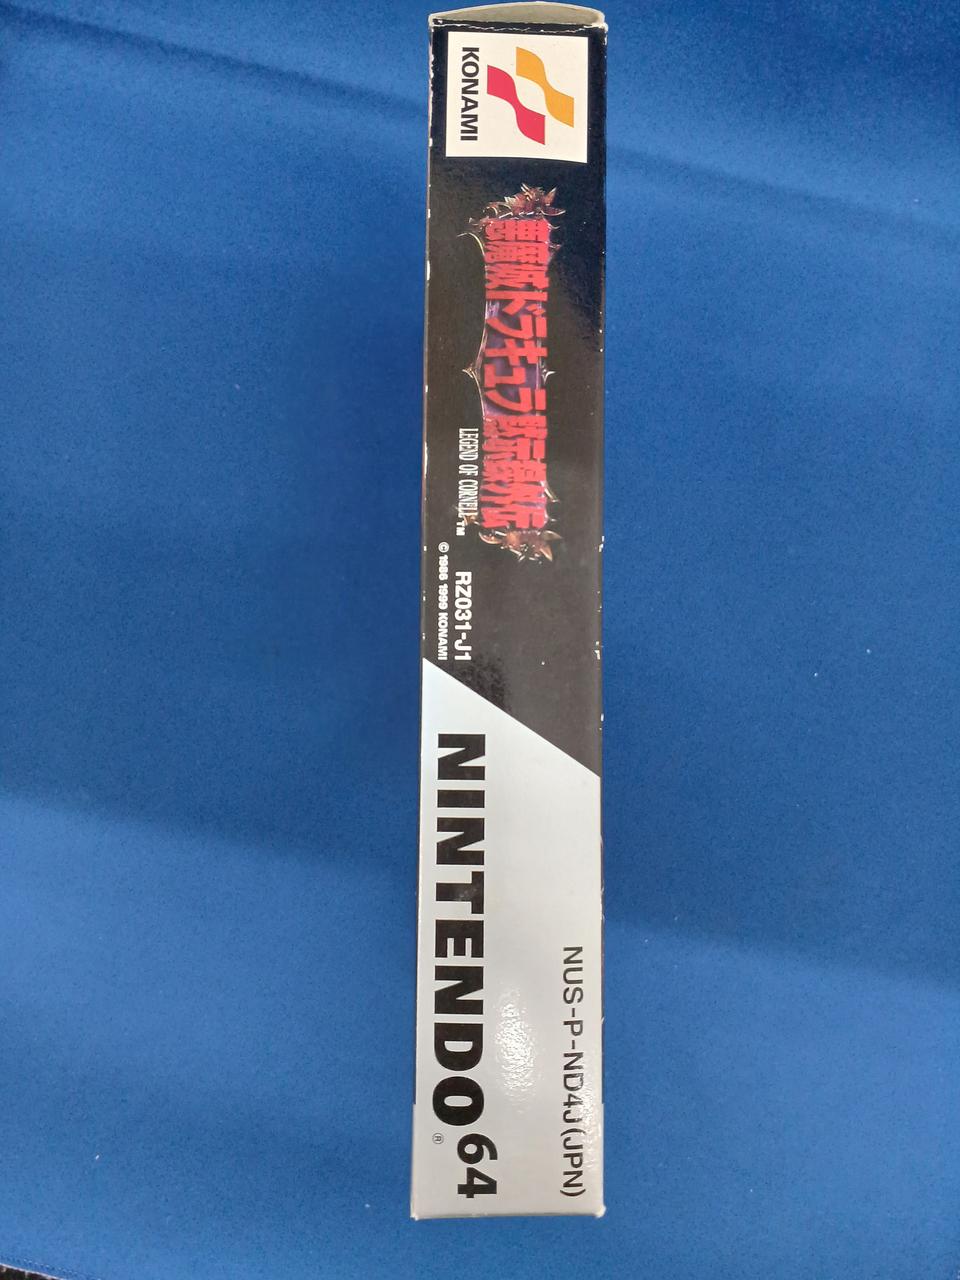 KONAMI
悪魔城ドラキュラ黙示録外伝
LEGEND OF CORNELL™
RZ031-J1
© 1986 1999 KONAMI
NINTENDO 64
®
NUS-P-ND4J(JPN)